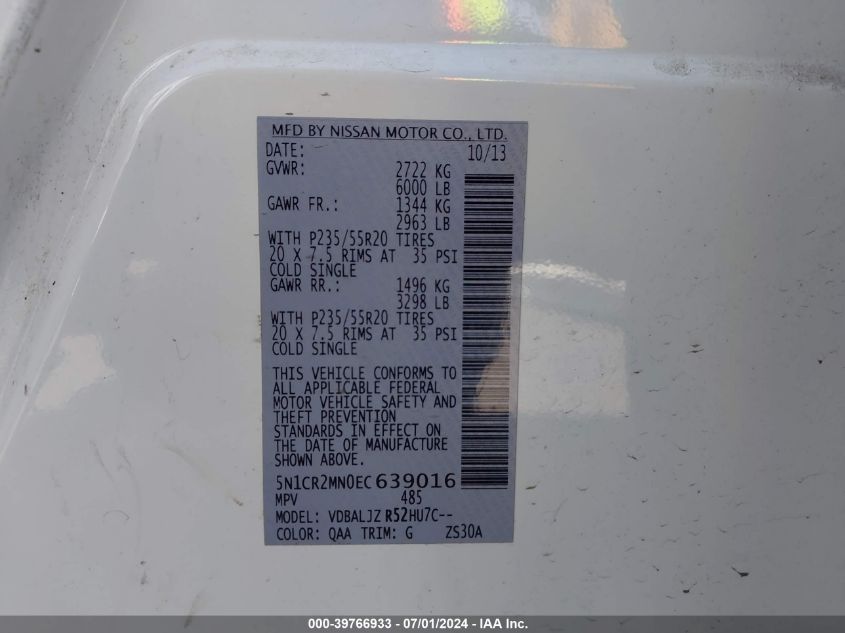 MFD BY NISSAN MOTOR CO., LTD.
DATE: 10/13
GVWR: 2722 KG
6000 LB
GAWR FR.: 1344 KG
2963 LB
WITH P235/55R20 TIRES
20 X 7.5 RIMS AT 35 PSI
COLD SINGLE
GAWR RR.: 1496 KG
3298 LB
WITH P235/55R20 TIRES
20 X 7.5 RIMS AT 35 PSI
COLD SINGLE
THIS VEHICLE CONFORMS TO
ALL APPLICABLE FEDERAL
MOTOR VEHICLE SAFETY AND
THEFT PREVENTION
STANDARDS IN EFFECT ON
THE DATE OF MANUFACTURE
SHOWN ABOVE.
5N1CR2MN0EC639016
MPV 485
MODEL: VDBALJZ R52HU7C--
COLOR: QAA TRIM: G ZS30A
000-39766933 - 07/01/2024 - IAA Inc.